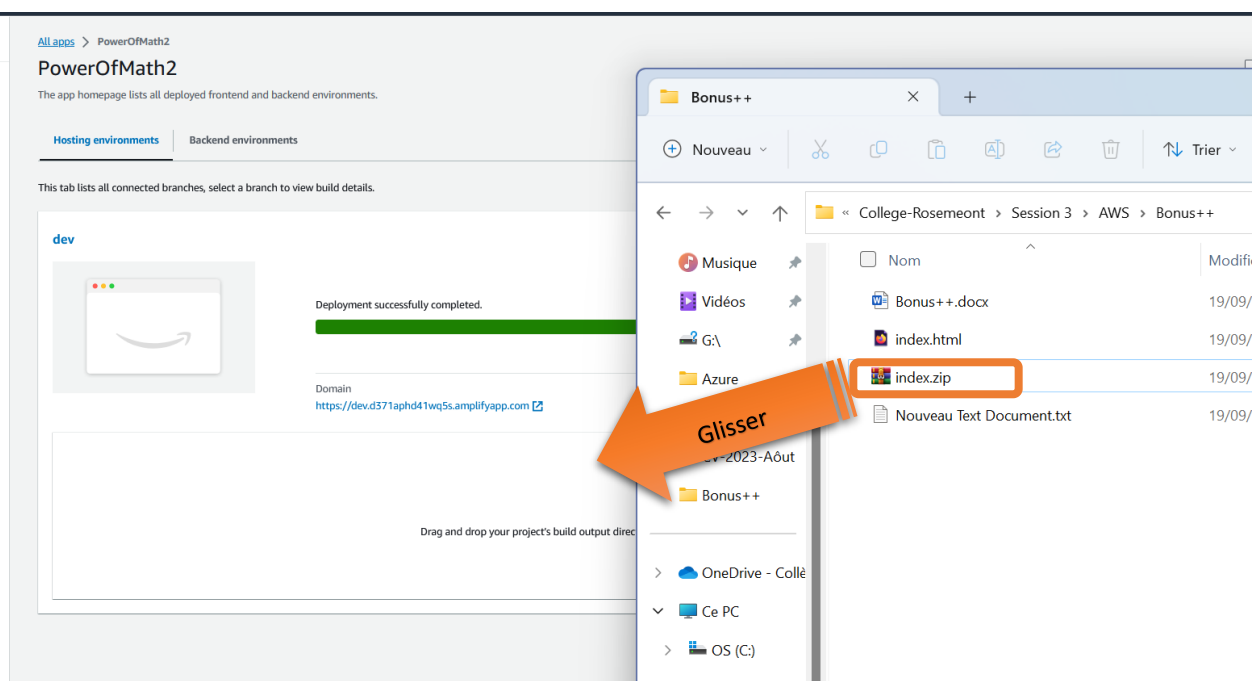 All apps > PowerOfMath2
PowerOfMath2
The app homepage lists all deployed frontend and backend environments.
Hosting environments
Backend environments
This tab lists all connected branches, select a branch to view build details.
dev
Deployment successfully completed.
Domain
https://dev.d371aphd41wq5s.amplifyapp.com
Drag and drop your project's build output direc
Bonus++
Nouveau
Trier
« College-Rosemeont > Session 3 > AWS > Bonus++
Musique
Vidéos
G:\
Azure
-2023-Aôut
Bonus++
OneDrive - Collè
Ce PC
OS (C:)
Nom
Modifi
Bonus++.docx
19/09/
index.html
19/09/
index.zip
19/09/
Nouveau Text Document.txt
19/09/
Glisser